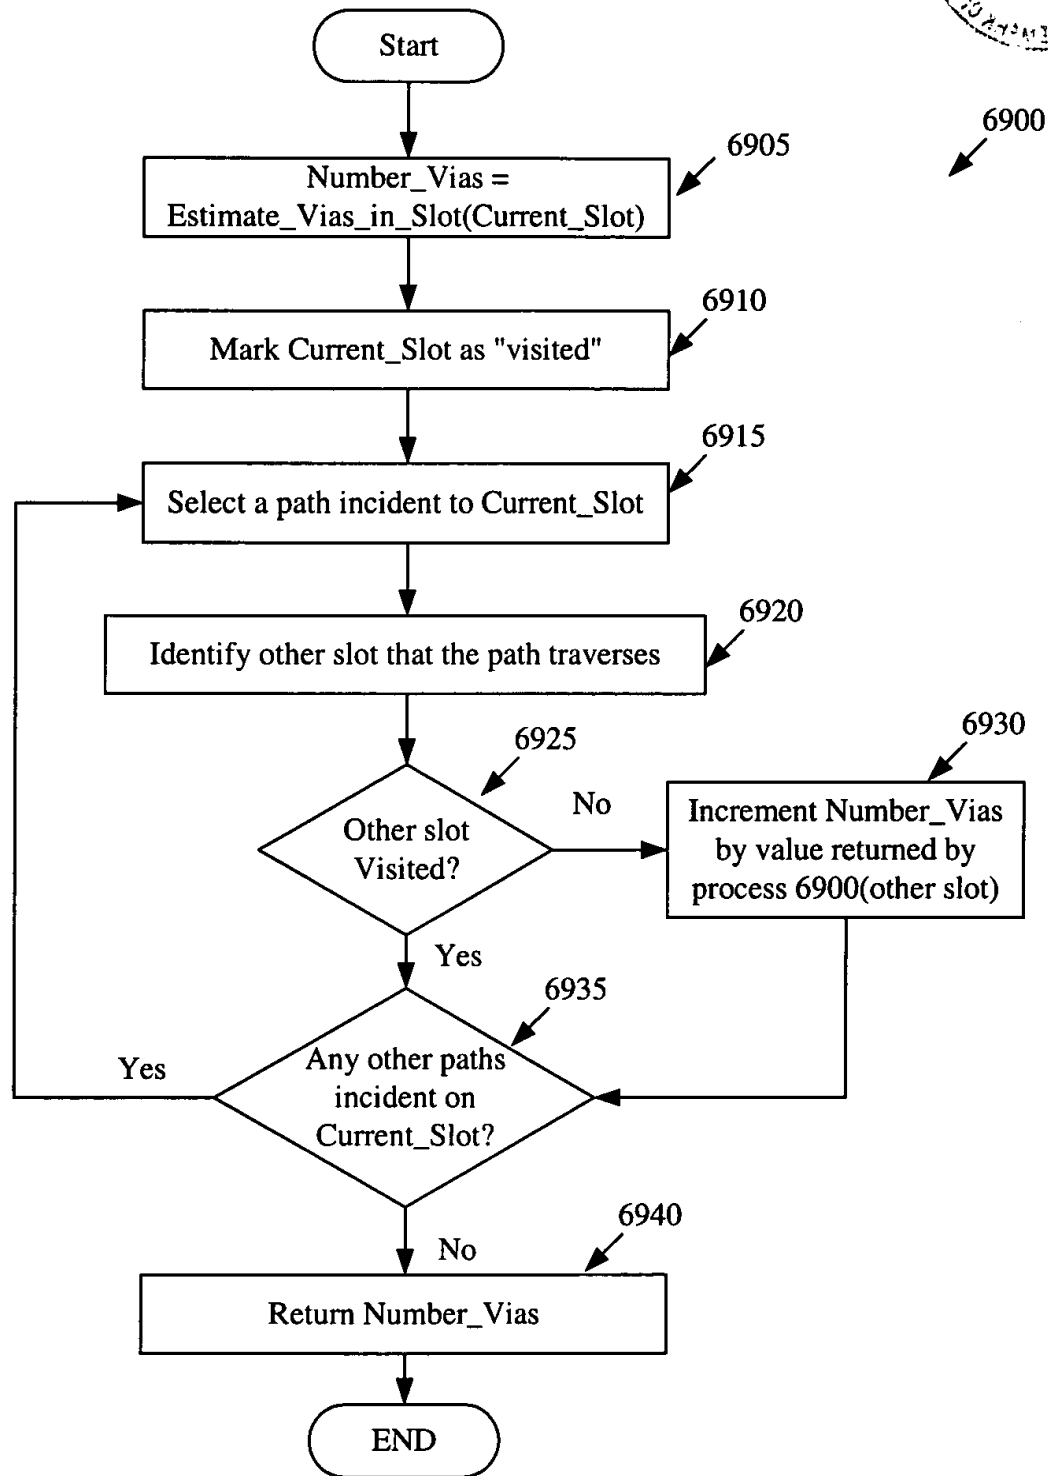 Start
6900
6905
Number_Vias =
Estimate_Vias_in_Slot(Current_Slot)
6910
Mark Current_Slot as "visited"
6915
Select a path incident to Current_Slot
6920
Identify other slot that the path traverses
6925
6930
Other slot
Visited?
No
Increment Number_Vias
by value returned by
process 6900(other slot)
Yes
6935
Any other paths
incident on
Current_Slot?
Yes
6940
No
Return Number_Vias
END